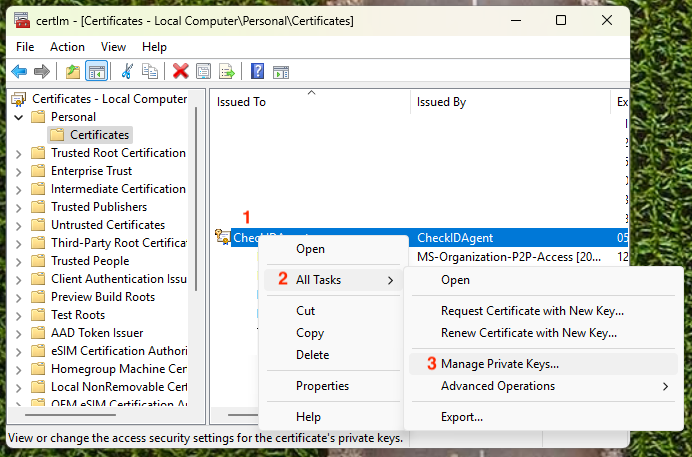 certlm - [Certificates - Local Computer\Personal\Certificates]
File Action View Help
Certificates - Local Computer
Personal
Certificates
Trusted Root Certification
Enterprise Trust
Intermediate Certification
Trusted Publishers
Untrusted Certificates
Third-Party Root Certification
Trusted People
Client Authentication Issu
Preview Build Roots
Test Roots
AAD Token Issuer
eSIM Certification Authori
Homegroup Machine Cer
Local NonRemovable Cer
OEM eSIM Certification A
Issued To Issued By Ex
1
CheckIDAgent 05
MS-Organization-P2P-Access [20... 12
Open
2 All Tasks
Cut
Copy
Delete
Properties
Help
Open
Request Certificate with New Key...
Renew Certificate with New Key...
3 Manage Private Keys...
Advanced Operations
Export...
View or change the access security settings for the certificate's private keys.